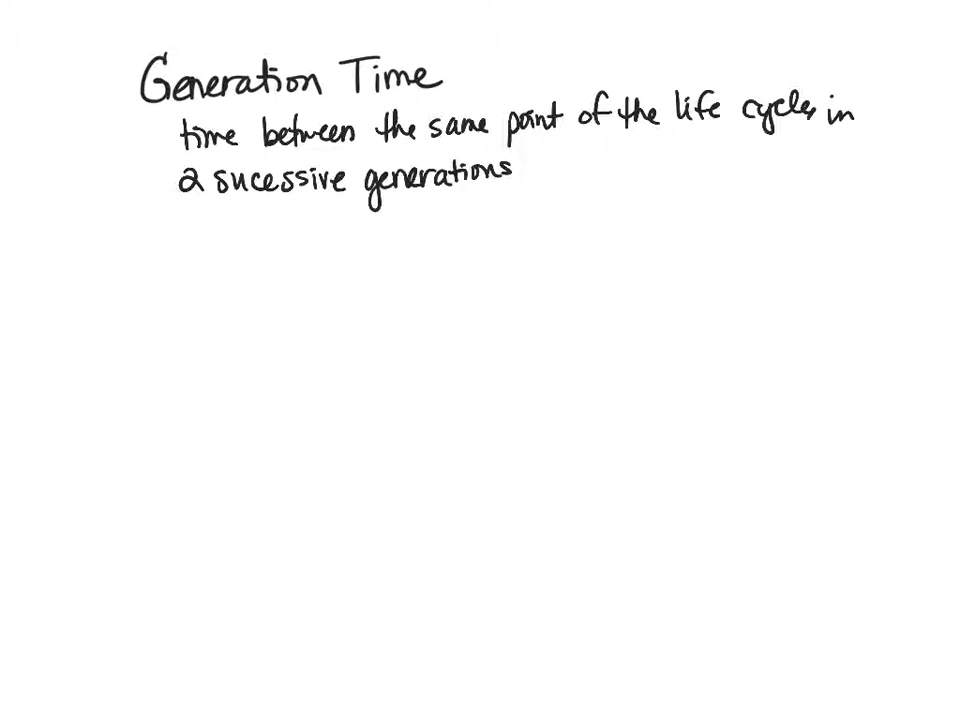 Generation Time
time between the same point of the life cycle, in
2 sucessive generations